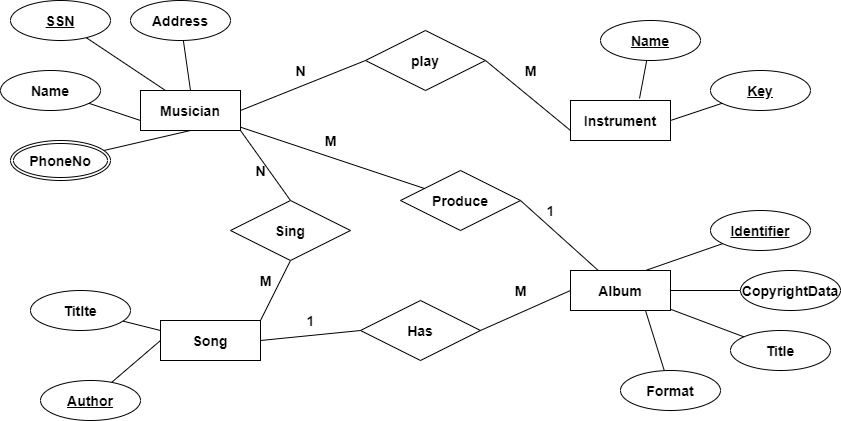 SSN
Address
Name
play
N
M
Name
Key
Musician
Instrument
PhoneNo
M
N
Produce
1
Sing
Identifier
M
M
Album
CopyrightData
Titlte
1
Song
Has
Title
Author
Format